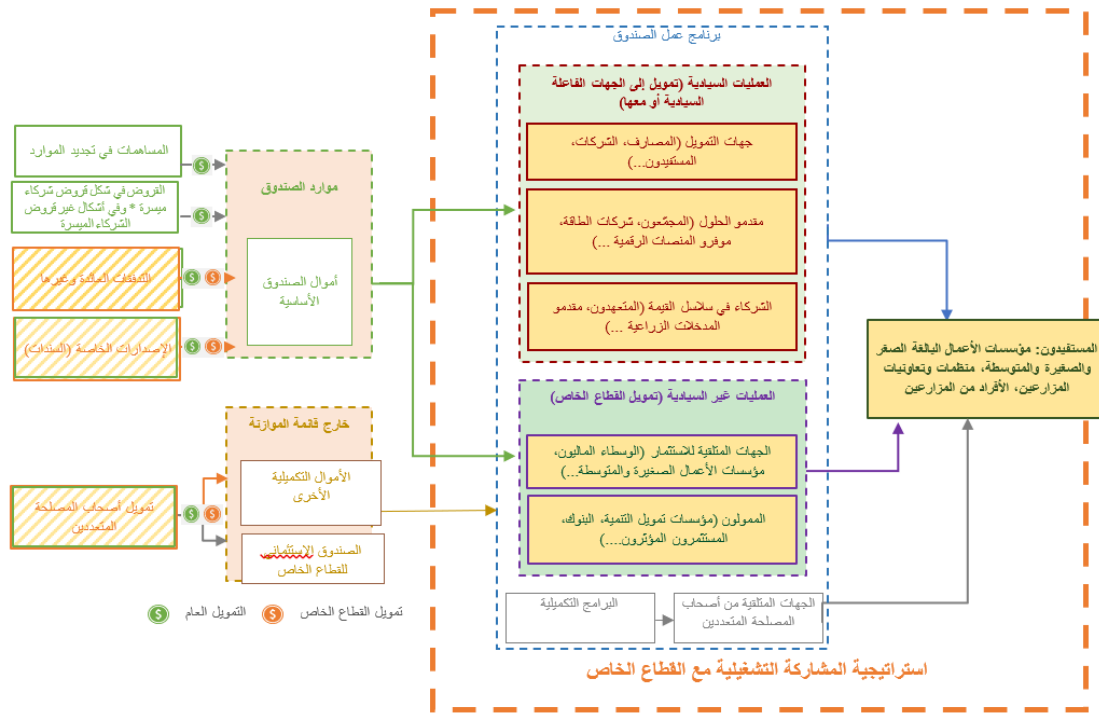 برنامج عمل الصندوق
العمليات السيادية (تمويل إلى الجهات الفاعلة
السيادية أو معها)
جهات التمويل (المصارف، الشركات،
المستفيدون...)
مقدمو الحلول (المجمّعون، شركات الطاقة،
موفرو المنصات الرقمية ...)
الشركاء في سلاسل القيمة (المتعهدون، مقدمو
المدخلات الزراعية ...)
العمليات غير السيادية (تمويل القطاع الخاص)
الجهات المتلقية للاستثمار (الوسطاء الماليون،
مؤسسات الأعمال الصغيرة والمتوسطة...)
الممولون (مؤسسات تمويل التنمية، البنوك،
المستثمرون المؤثرون....)
الجهات المتلقية من أصحاب
المصلحة المتعددين
البرامج التكميلية
استراتيجية المشاركة التشغيلية مع القطاع الخاص
المستفيدون: مؤسسات الأعمال البالغة الصغر
والصغيرة والمتوسطة، منظمات وتعاونيات
المزارعين، الأفراد من المزارعين
موارد الصندوق
أموال الصندوق
الأساسية
المساهمات في تجديد الموارد
القروض في شكل قروض شركاء
ميسرة * وفي أشكال غير قروض
الشركاء الميسرة
التدفقات العائدة وغيرها
الإصدارات الخاصة (السندات)
خارج قائمة الموازنة
الأموال التكميلية
الأخرى
الصندوق الإستثماني
للقطاع الخاص
تمويل أصحاب المصلحة
المتعددين
تمويل القطاع الخاص
$
التمويل العام
$